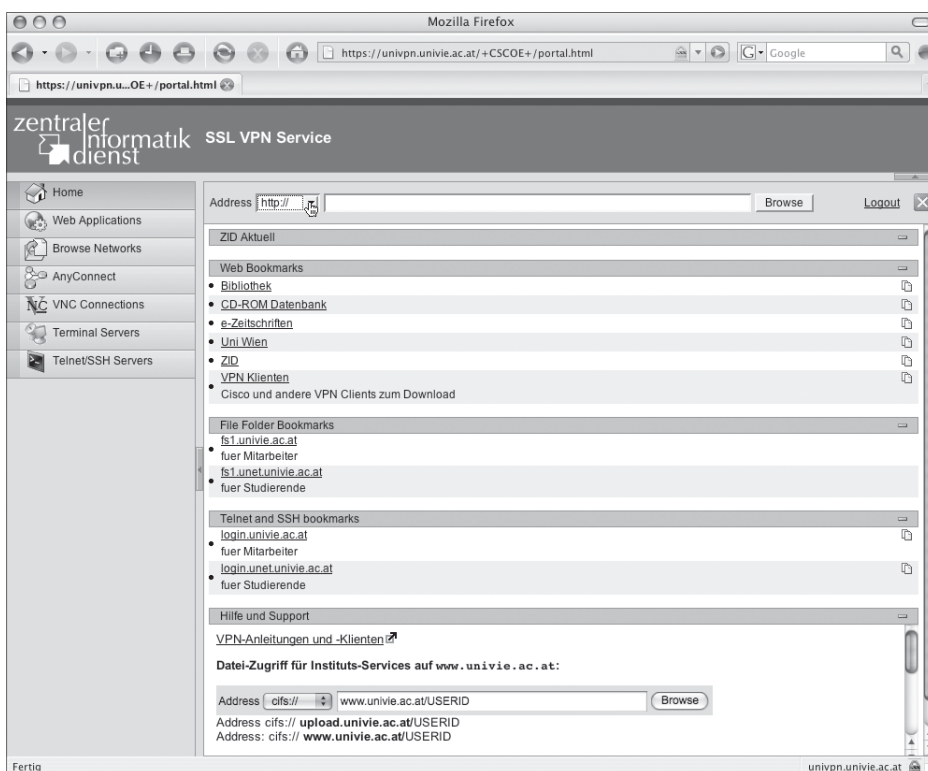 Mozilla Firefox
https://univpn.univie.ac.at/+CSCOE+/portal.html
G Google
https://univpn.u...OE+/portal.html
zentraler informatik dienst
SSL VPN Service
Home
Web Applications
Browse Networks
AnyConnect
VNC Connections
Terminal Servers
Telnet/SSH Servers
Address http:// Browse Logout
ZID Aktuell
Web Bookmarks
Bibliothek
CD-ROM Datenbank
e-Zeitschriften
Uni Wien
ZID
VPN Klienten
Cisco und andere VPN Clients zum Download
File Folder Bookmarks
fs1.univie.ac.at
fuer Mitarbeiter
fs1.unet.univie.ac.at
fuer Studierende
Telnet and SSH bookmarks
login.univie.ac.at
fuer Mitarbeiter
login.unet.univie.ac.at
fuer Studierende
Hilfe und Support
VPN-Anleitungen und -Klienten
Datei-Zugriff für Instituts-Services auf www.univie.ac.at:
Address cifs:// www.univie.ac.at/USERID Browse
Address cifs:// upload.univie.ac.at/USERID
Address: cifs:// www.univie.ac.at/USERID
Fertig
univpn.univie.ac.at